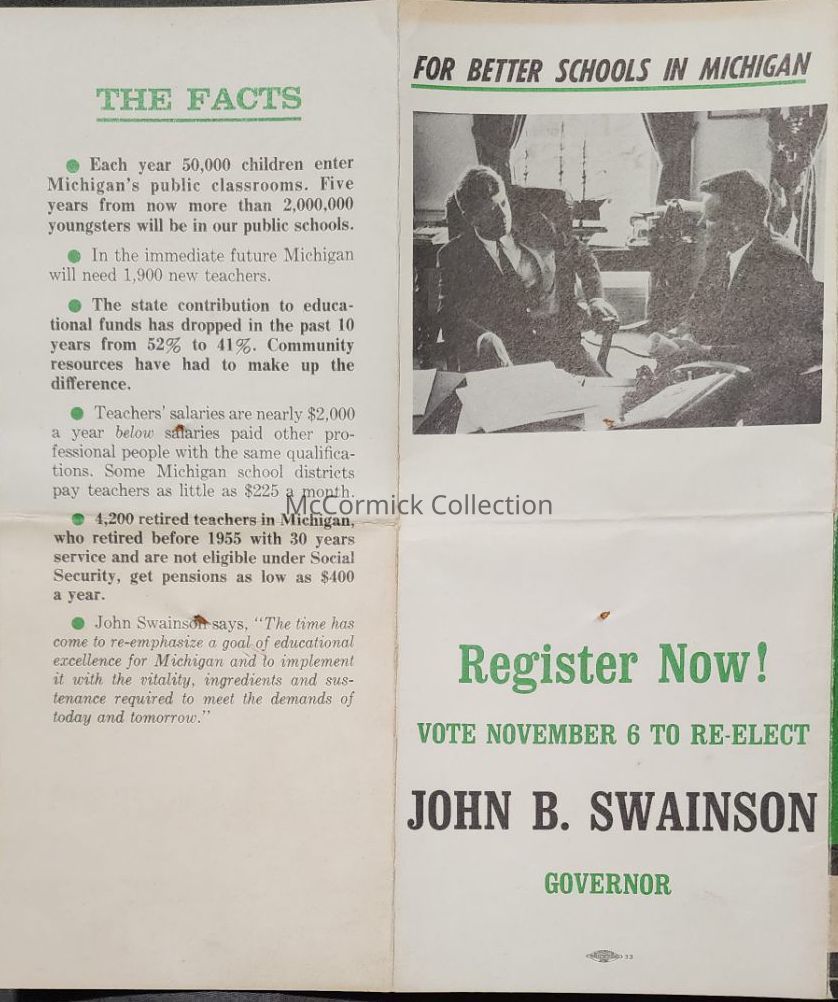 THE FACTS
Each year 50,000 children enter
Michigan's public classrooms. Five
years from now more than 2,000,000
youngsters will be in our public schools.
In the immediate future Michigan
will need 1,900 new teachers.
The state contribution to educa-
tional funds has dropped in the past 10
years from 52% to 41%. Community
resources have had to make up the
difference.
Teachers' salaries are nearly $2,000
a year below salaries paid other pro-
fessional people with the same qualifica-
tions. Some Michigan school districts
pay teachers as little as $225 a month.
4,200 retired teachers in Michigan,
who retired before 1955 with 30 years
service and are not eligible under Social
Security, get pensions as low as $400
a year.
John Swainson says, "The time has
come to re-emphasize a goal of educational
excellence for Michigan and to implement
it with the vitality, ingredients and sus-
tenance required to meet the demands of
today and tomorrow."
FOR BETTER SCHOOLS IN MICHIGAN
McCormick Collection
Register Now!
VOTE NOVEMBER 6 TO RE-ELECT
JOHN B. SWAINSON
GOVERNOR
33